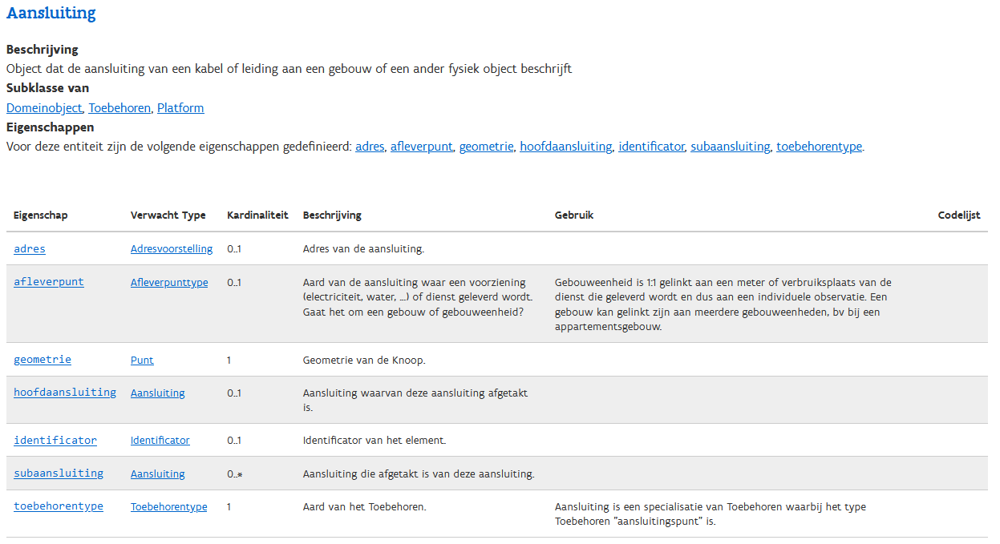 Aansluiting
Beschrijving
Object dat de aansluiting van een kabel of leiding aan een gebouw of een ander fysiek object beschrijft
Subklasse van
Domeinobject, Toebehoren, Platform
Eigenschappen
Voor deze entiteit zijn de volgende eigenschappen gedefinieerd: adres, afleverpunt, geometrie, hoofdaansluiting, identificator, subaansluiting, toebehorentype.
Eigenschap Verwacht Type Kardinaliteit Beschrijving Gebruik Codelijst
adres Adresvoorstelling 0..1 Adres van de aansluiting.
afleverpunt Afleverpunttype 0..1 Aard van de aansluiting waar een voorziening
(electriciteit, water, ...) of dienst geleverd wordt.
Gaat het om een gebouw of gebouweenheid?
Gebouweenheid is 1:1 gelinkt aan een meter of verbruiksplaats van de
dienst die geleverd wordt en dus aan een individuele observatie. Een
gebouw kan gelinkt zijn aan meerdere gebouweenheden, bv bij een
appartementsgebouw.
geometrie Punt 1 Geometrie van de Knoop.
hoofdaansluiting Aansluiting 0..1 Aansluiting waarvan deze aansluiting afgetakt
is.
identificator Identificator 0..1 Identificator van het element.
subaansluiting Aansluiting 0..* Aansluiting die afgetakt is van deze aansluiting.
toebehorentype Toebehorentype 1 Aard van het Toebehoren.
Aansluiting is een specialisatie van Toebehoren waarbij het type
Toebehoren "aansluitingspunt" is.